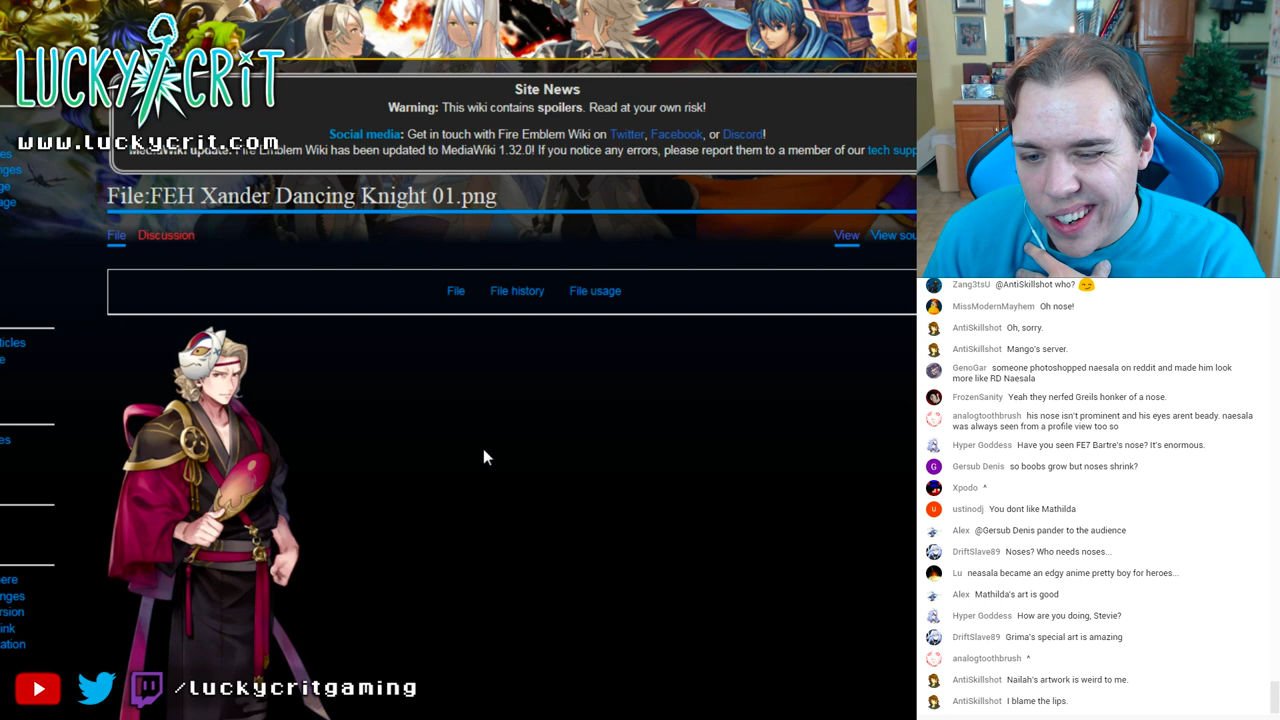 LUCKY CRIT
www.luckycrit.com
Site News
Warning: This wiki contains spoilers. Read at your own risk!
Social media: Get in touch with Fire Emblem Wiki on Twitter, Facebook, or Discord!
MediaWiki update: Fire Emblem Wiki has been updated to MediaWiki 1.32.0! If you notice any errors, please report them to a member of our tech supp
File:FEH Xander Dancing Knight 01.png
File Discussion
View View sou
File File history File usage
/luckycritgaming
Zang3tsU @AntiSkillshot who? 😏
MissModernMayhem Oh nose!
AntiSkillshot Oh, sorry.
AntiSkillshot Mango's server.
GenoGar someone photoshopped naesala on reddit and made him look
more like RD Naesala
FrozenSanity Yeah they nerfed Greils honker of a nose.
analogtoothbrush his nose isn't prominent and his eyes arent beady. naesala
was always seen from a profile view too so
Hyper Goddess Have you seen FE7 Bartre's nose? It's enormous.
G Gersub Denis so boobs grow but noses shrink?
Xpodo ^
U ustinodj You dont like Mathilda
Alex @Gersub Denis pander to the audience
DriftSlave89 Noses? Who needs noses...
Lu neasala became an edgy anime pretty boy for heroes...
Alex Mathilda's art is good
Hyper Goddess How are you doing, Stevie?
DriftSlave89 Grima's special art is amazing
analogtoothbrush ^
AntiSkillshot Nailah's artwork is weird to me.
AntiSkillshot I blame the lips.